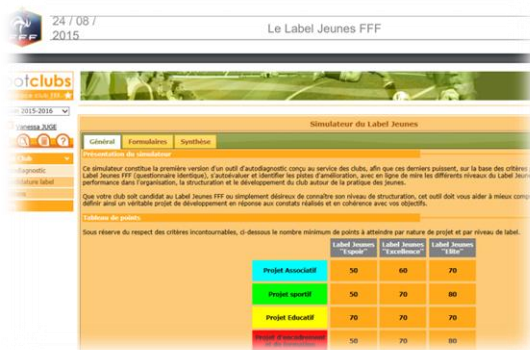 FFF
24 / 08 /
2015
Le Label Jeunes FFF
otclubs
2015-2016
Vanessa JUGE
Simulateur du Label Jeunes
Général Formulaires Synthèse
Présentation du simulateur
Ce simulateur constitue la première version d'un outil d'autodiagnostic conçu au service des clubs, afin que ces derniers puissent, sur la base des critères
Label Jeunes FFF (questionnaire identique), s'autoévaluer et identifier les pistes d'amélioration, avec en ligne de mire les différents niveaux du Label Jeunes
performance dans l'organisation, la structuration et le développement du club autour de la pratique des jeunes.
Que votre club soit candidat au Label Jeunes FFF ou simplement désireux de connaître son niveau de structuration, cet outil doit vous aider à mieux
définir ainsi un véritable projet de développement en réponse aux constats réalisés et en cohérence avec vos objectifs.
Tableau de points
Sous réserve du respect des critères incontournables, ci-dessous le nombre minimum de points à atteindre par nature de projet et par niveau de label.
Label Jeunes "Espoir" Label Jeunes "Excellence" Label Jeunes "Elite"
Projet Associatif 50 60 70
Projet sportif 50 70 80
Projet Educatif 50 70 70
Projet d'encadrement
et de formation 50 70 80